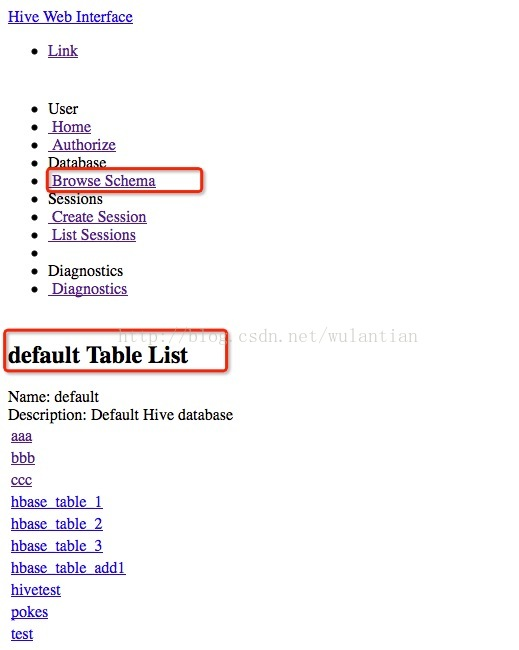 Hive Web Interface
Link
User
Home
Authorize
Database
Browse Schema
Sessions
Create Session
List Sessions
Diagnostics
Diagnostics
http://blog.csdn.net/wulantian
default Table List
Name: default
Description: Default Hive database
aaa
bbb
ccc
hbase_table_1
hbase_table_2
hbase_table_3
hbase_table_add1
hivetest
pokes
test